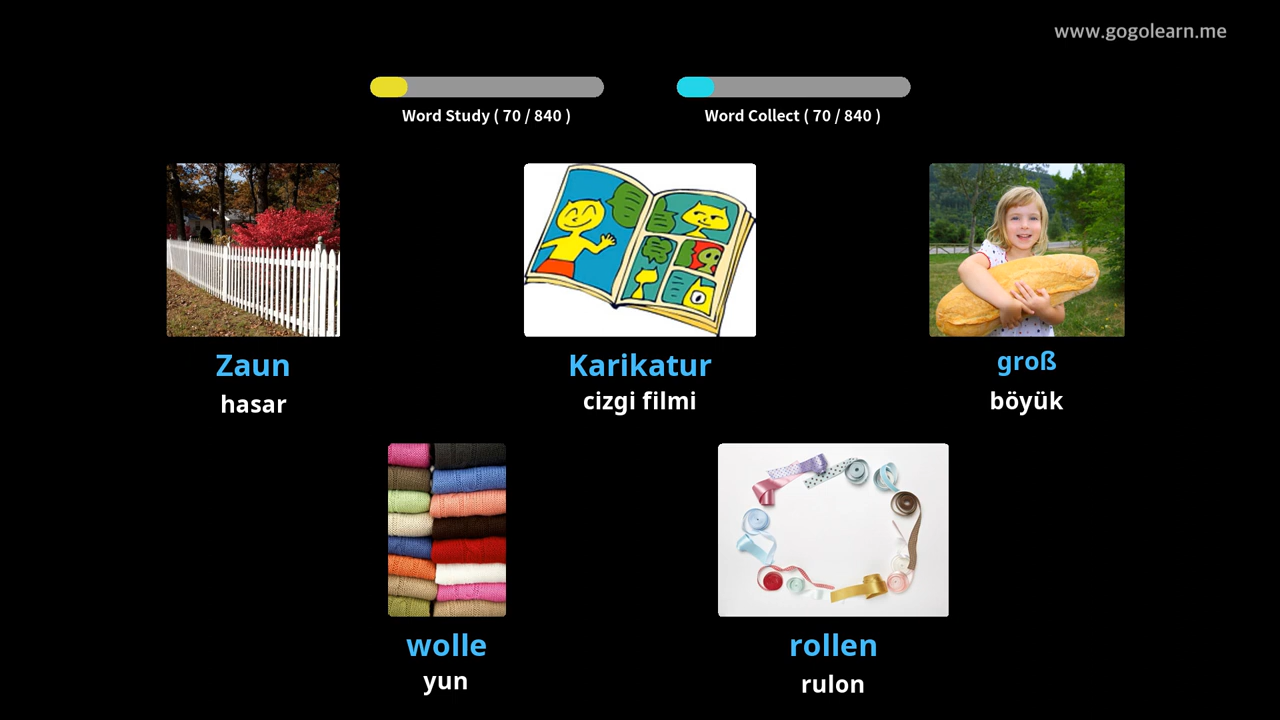 www.gogolearn.me
Word Study ( 70 / 840 )
Word Collect ( 70 / 840 )
Zaun
hasar
Karikatur
cizgi filmi
groß
böyük
wolle
yun
rollen
rulon